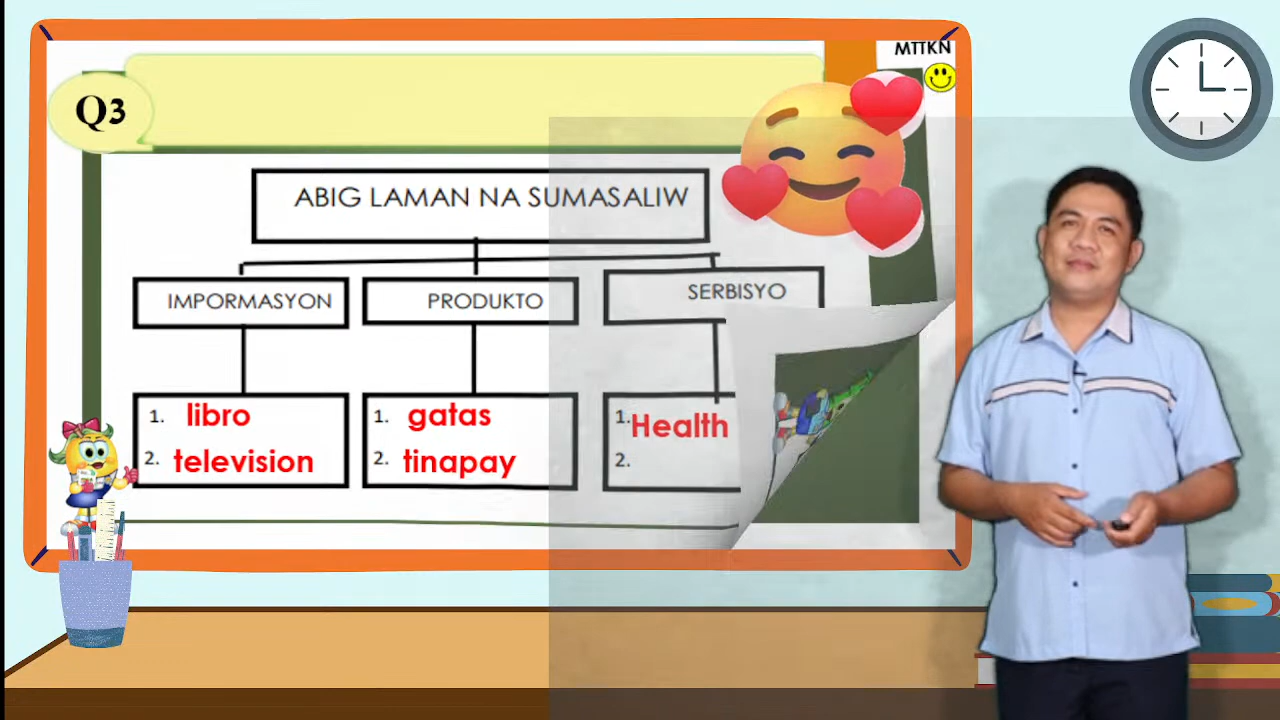 MTTKN
Q3
ABIG LAMAN NA SUMASALIW
IMPORMASYON
PRODUKTO
SERBISYO
1. libro
2. television
1. gatas
2. tinapay
1. Health
2.